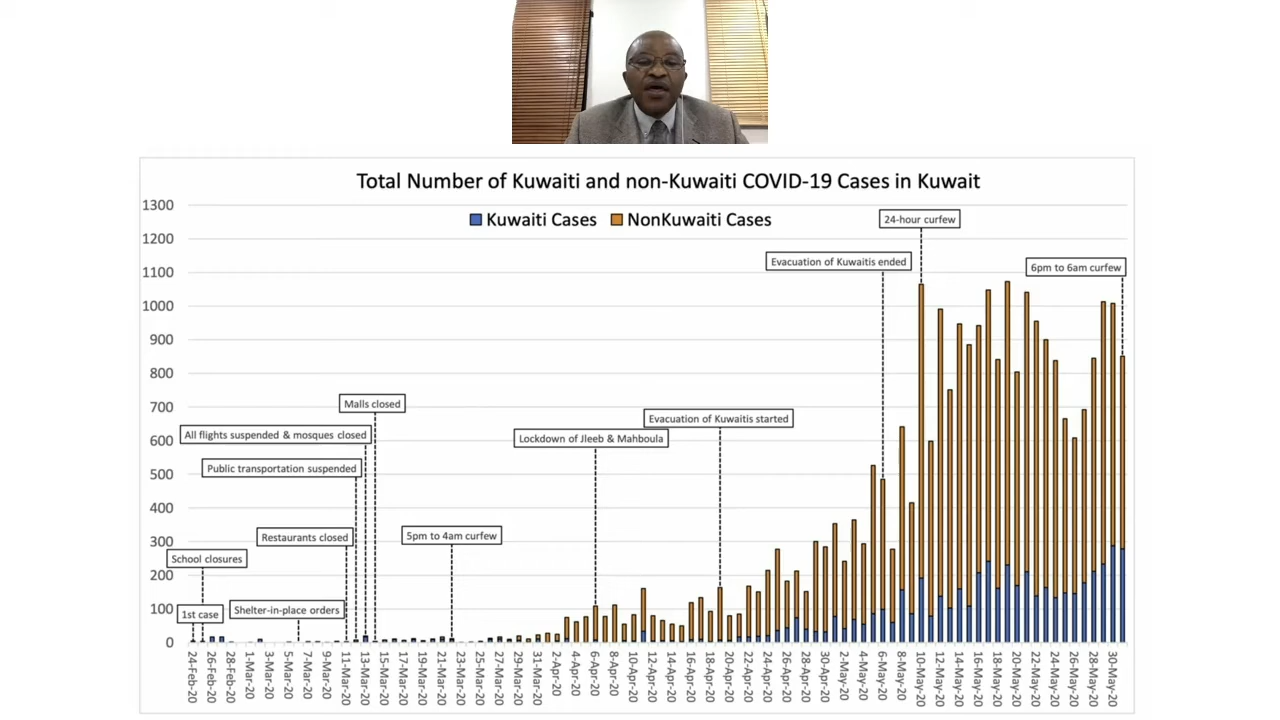 Total Number of Kuwaiti and non-Kuwaiti COVID-19 Cases in Kuwait
Kuwaiti Cases NonKuwaiti Cases
1300
1200
1100
1000
900
800
700
600
500
400
300
200
100
0
24-hour curfew
Evacuation of Kuwaitis ended
6pm to 6am curfew
Malls closed
Evacuation of Kuwaitis started
All flights suspended & mosques closed
Lockdown of Jleeb & Mahboula
Public transportation suspended
Restaurants closed
5pm to 4am curfew
School closures
1st case
Shelter-in-place orders
24-Feb-20
26-Feb-20
28-Feb-20
1-Mar-20
3-Mar-20
5-Mar-20
7-Mar-20
9-Mar-20
11-Mar-20
13-Mar-20
15-Mar-20
17-Mar-20
19-Mar-20
21-Mar-20
23-Mar-20
25-Mar-20
27-Mar-20
29-Mar-20
31-Mar-20
2-Apr-20
4-Apr-20
6-Apr-20
8-Apr-20
10-Apr-20
12-Apr-20
14-Apr-20
16-Apr-20
18-Apr-20
20-Apr-20
22-Apr-20
24-Apr-20
26-Apr-20
28-Apr-20
30-Apr-20
2-May-20
4-May-20
6-May-20
8-May-20
10-May-20
12-May-20
14-May-20
16-May-20
18-May-20
20-May-20
22-May-20
24-May-20
26-May-20
28-May-20
30-May-20